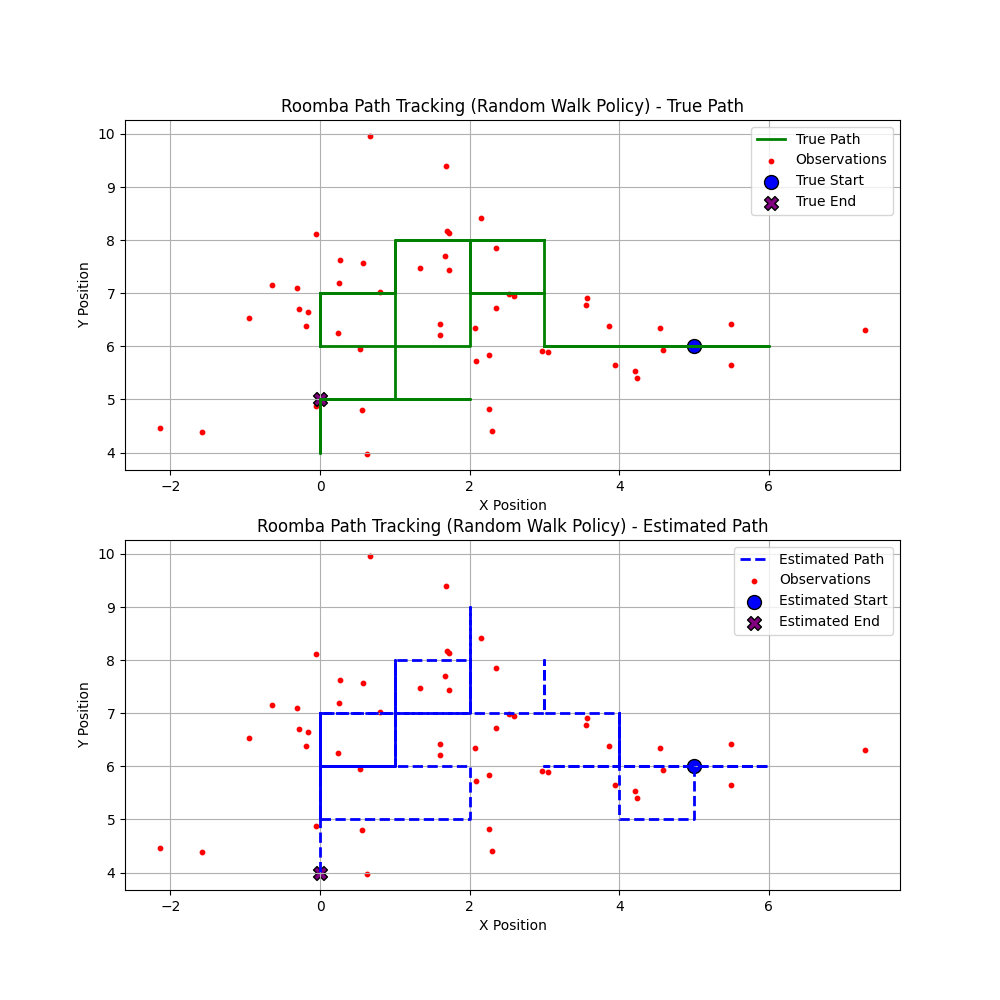 Roomba Path Tracking (Random Walk Policy) - True Path
10
9
8
7
6
5
4
Y Position
True Path
Observations
True Start
True End
−2
0
2
4
6
X Position
Roomba Path Tracking (Random Walk Policy) - Estimated Path
10
9
8
7
6
5
4
Y Position
Estimated Path
Observations
Estimated Start
Estimated End
−2
0
2
4
6
X Position